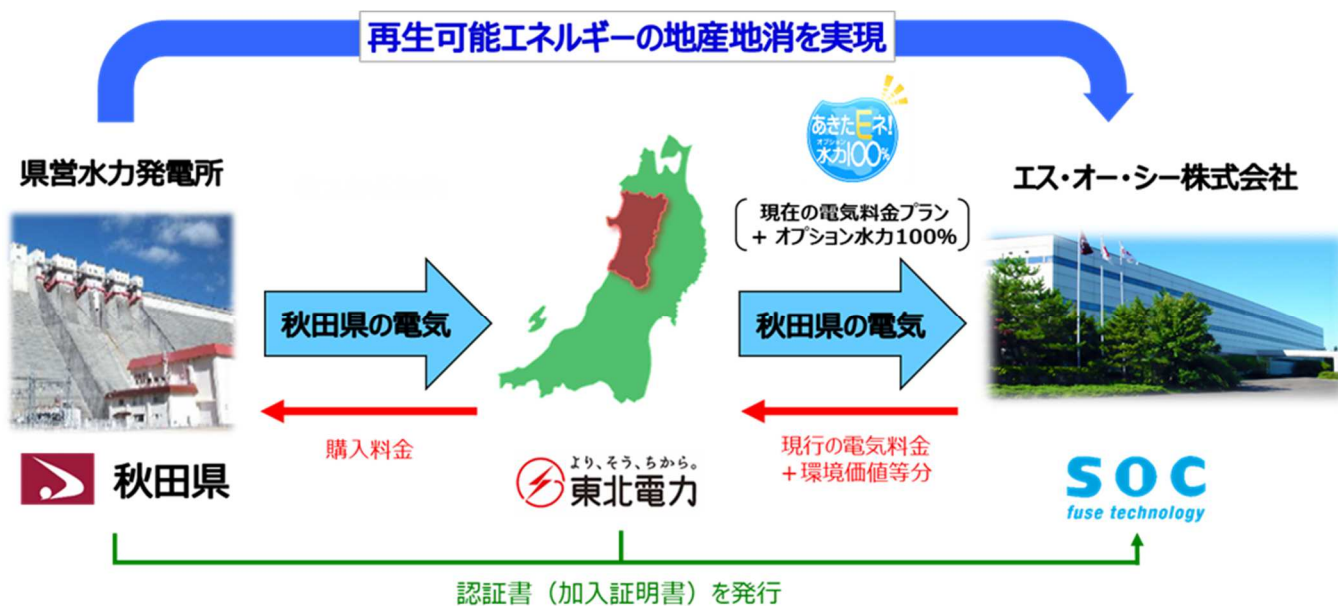 再生可能エネルギーの地産地消を実現
あきたEネ!
オプション
水力100%
県営水力発電所
エス・オー・シー株式会社
現在の電気料金プラン
+ オプション水力100%
秋田県の電気
秋田県の電気
購入料金
現行の電気料金
+環境価値等分
秋田県
より、そう、ちから。
東北電力
SOC
fuse technology
認証書（加入証明書）を発行